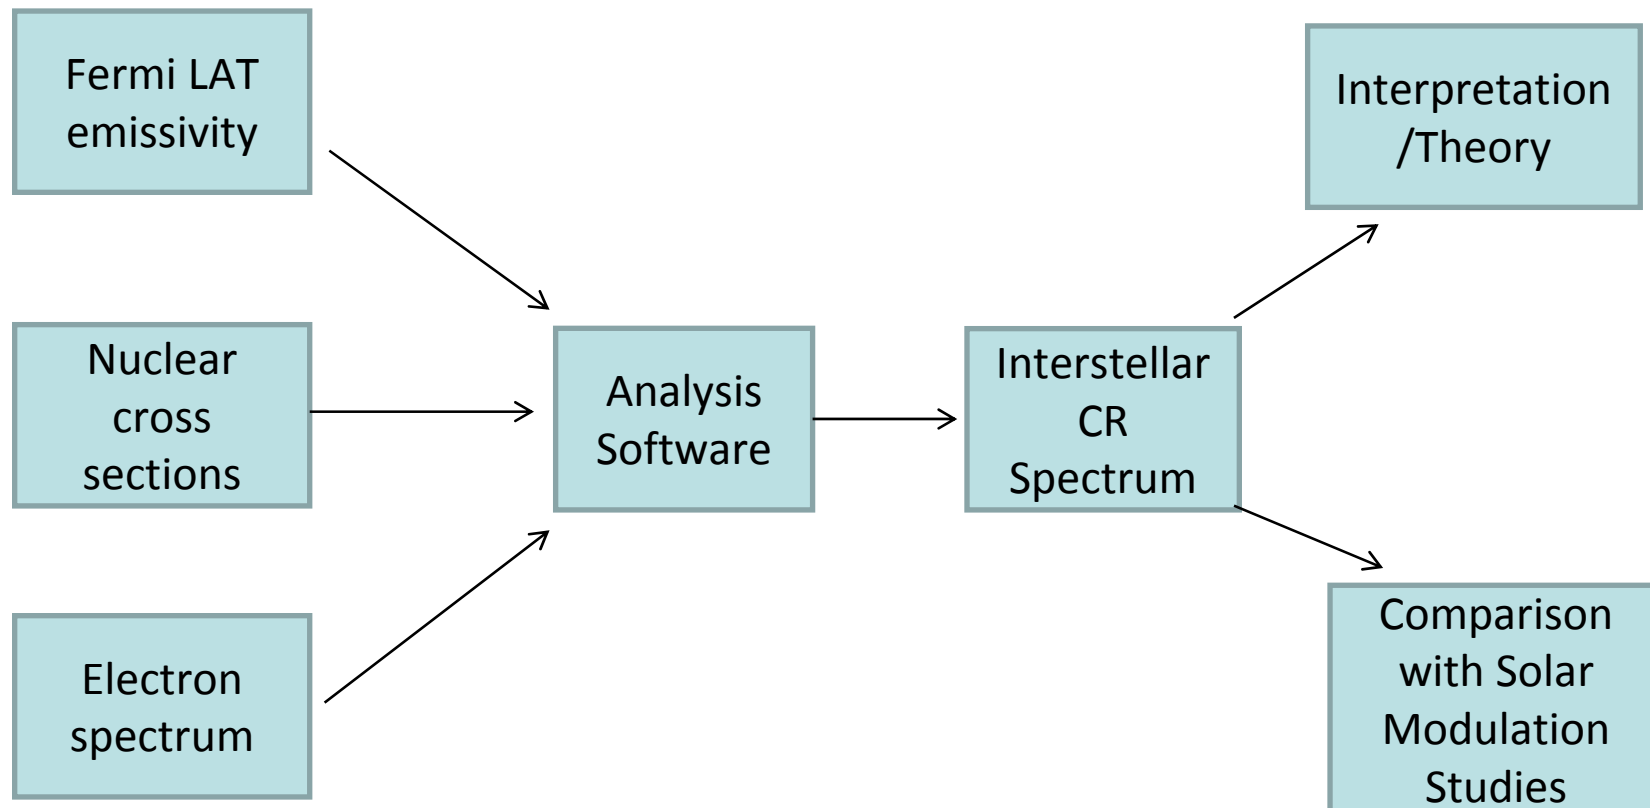 Fermi LAT
emissivity
Nuclear
cross
sections
Electron
spectrum
Analysis
Software
Interstellar
CR
Spectrum
Interpretation
/Theory
Comparison
with Solar
Modulation
Studies